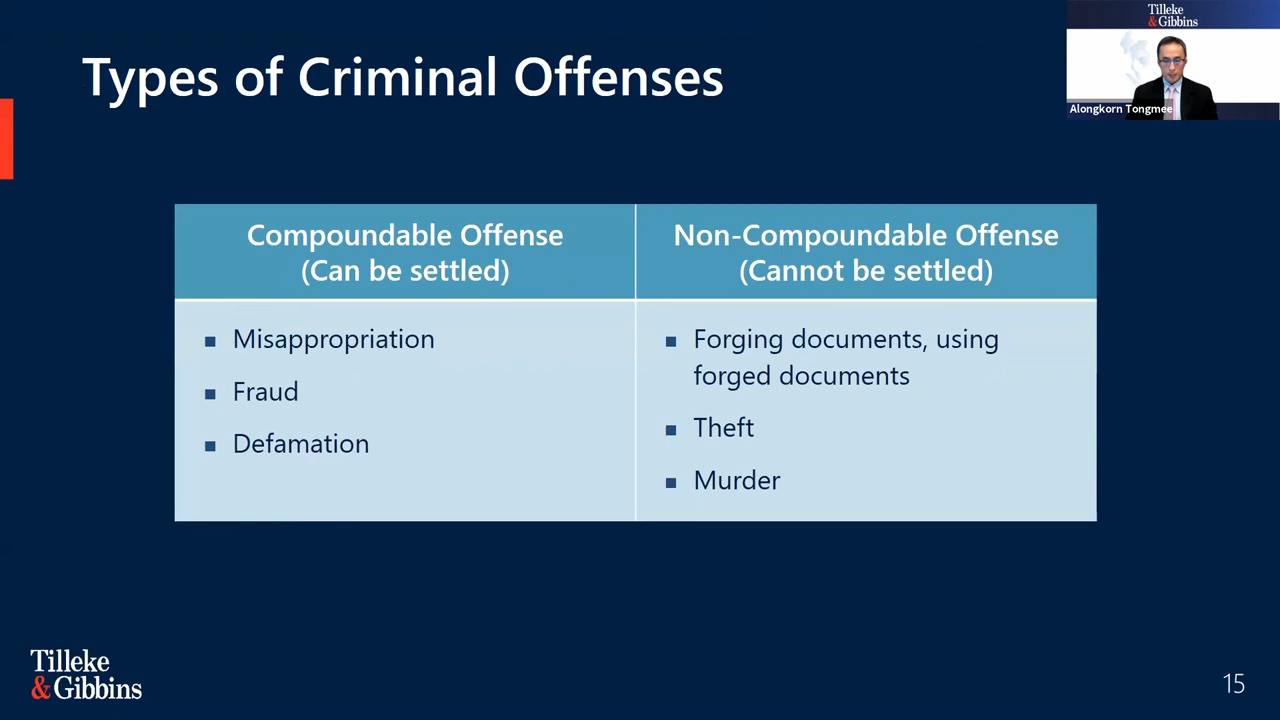 Types of Criminal Offenses
Tilleke
& Gibbins
Alongkorn Tongmee
Compoundable Offense
(Can be settled)
Non-Compoundable Offense
(Cannot be settled)
▪ Misappropriation
▪ Fraud
▪ Defamation
▪ Forging documents, using
forged documents
▪ Theft
▪ Murder
Tilleke
& Gibbins
15